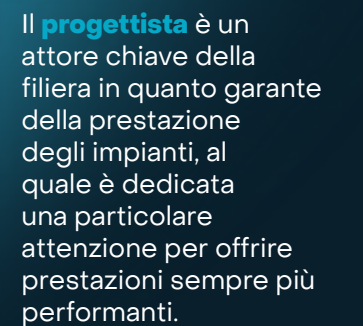 Il progettista è un
attore chiave della
filiera in quanto garante
della prestazione
degli impianti, al
quale è dedicata
una particolare
attenzione per offrire
prestazioni sempre più
performanti.